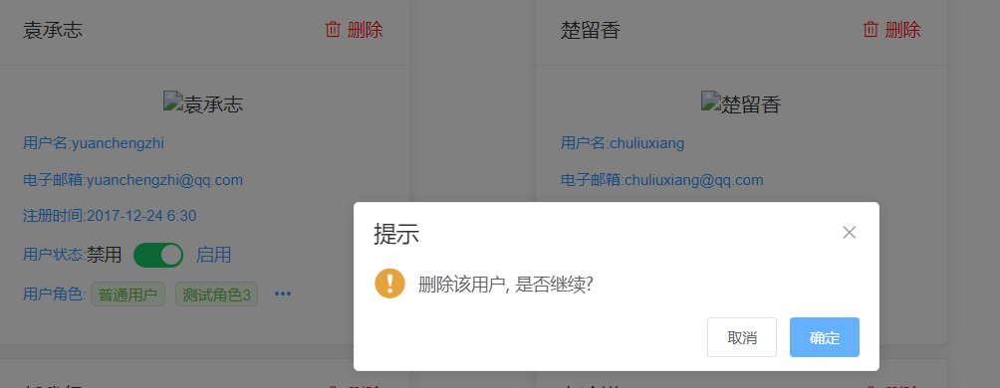 袁承志 删除
袁承志
用户名:yuanchengzhi
电子邮箱:yuanchengzhi@qq.com
注册时间:2017-12-24 6:30
用户状态:禁用 启用
用户角色: 普通用户 测试角色3 •••
楚留香 删除
楚留香
用户名:chuliuxiang
电子邮箱:chuliuxiang@qq.com
提示
删除该用户, 是否继续?
取消 确定